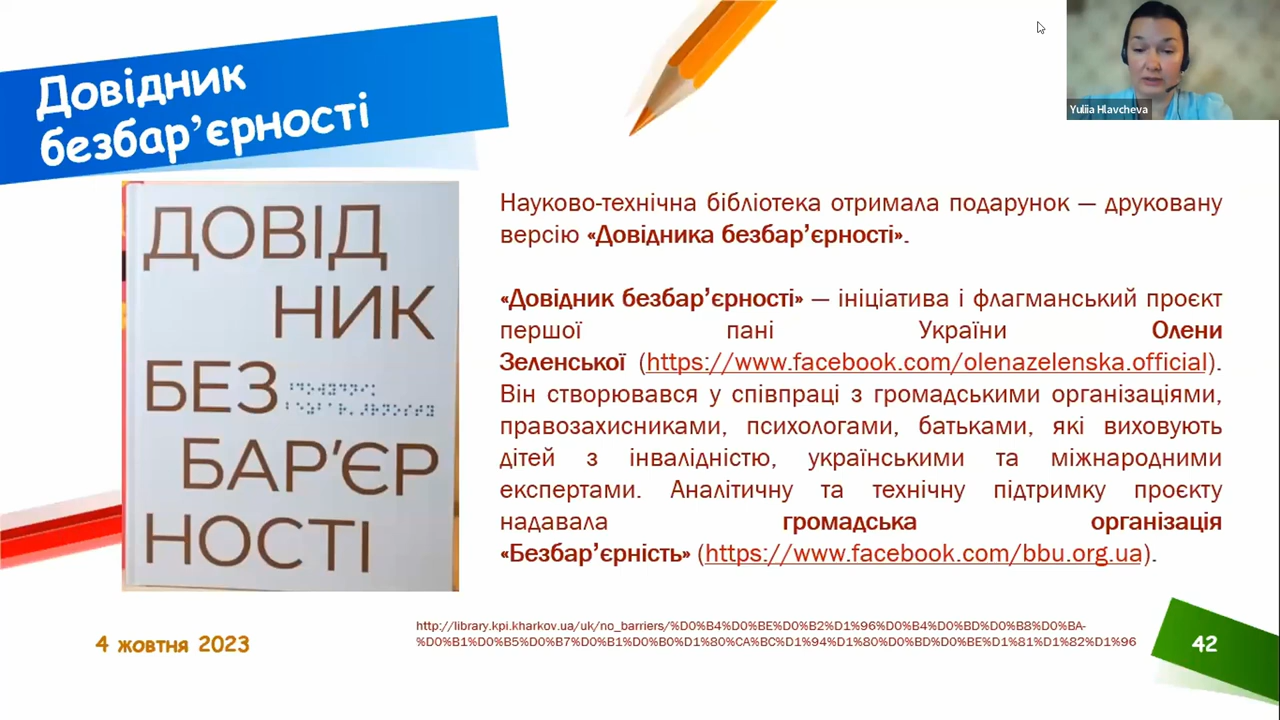 Довідник
безбар’єрності
Yuliia Hlavcheva
ДОВІД
НИК
БЕЗ
БАР’ЄР
НОСТІ
Науково-технічна бібліотека отримала подарунок — друковану
версію «Довідника безбар’єрності».
«Довідник безбар’єрності» — ініціатива і флагманський проєкт
першої пані України Олени
Зеленської (https://www.facebook.com/olenazelenska.official).
Він створювався у співпраці з громадськими організаціями,
правозахисниками, психологами, батьками, які виховують
дітей з інвалідністю, українськими та міжнародними
експертами. Аналітичну та технічну підтримку проєкту
надавала громадська організація
«Безбар’єрність» (https://www.facebook.com/bbu.org.ua).
http://library.kpi.kharkov.ua/uk/no_barriers/%D0%B4%D0%BE%D0%B2%D1%96%D0%B4%D0%BD%D0%B8%D0%BA-
%D0%B1%D0%B5%D0%B7%D0%B1%D0%B0%D1%80%CA%BC%D1%94%D1%80%D0%BD%D0%BE%D1%81%D1%82%D1%96
4 жовтня 2023
42